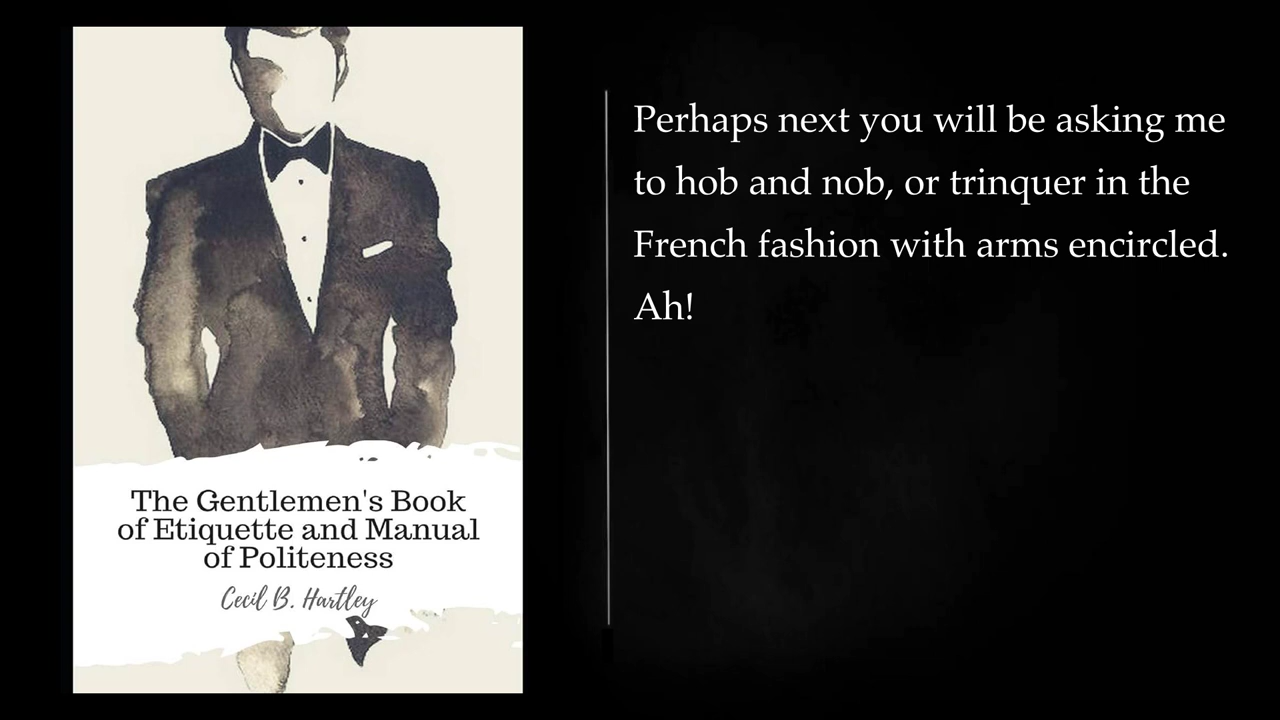 The Gentlemen's Book
of Etiquette and Manual
of Politeness
Cecil B. Hartley
Perhaps next you will be asking me
to hob and nob, or trinquer in the
French fashion with arms encircled.
Ah!